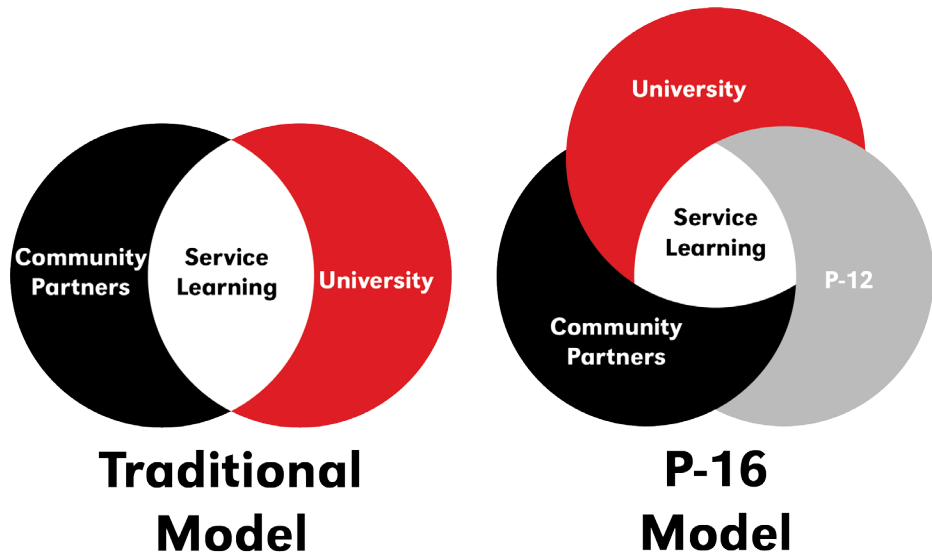 Community
Partners
Service
Learning
University
Traditional
Model
University
Service
Learning
P-12
Community
Partners
P-16
Model